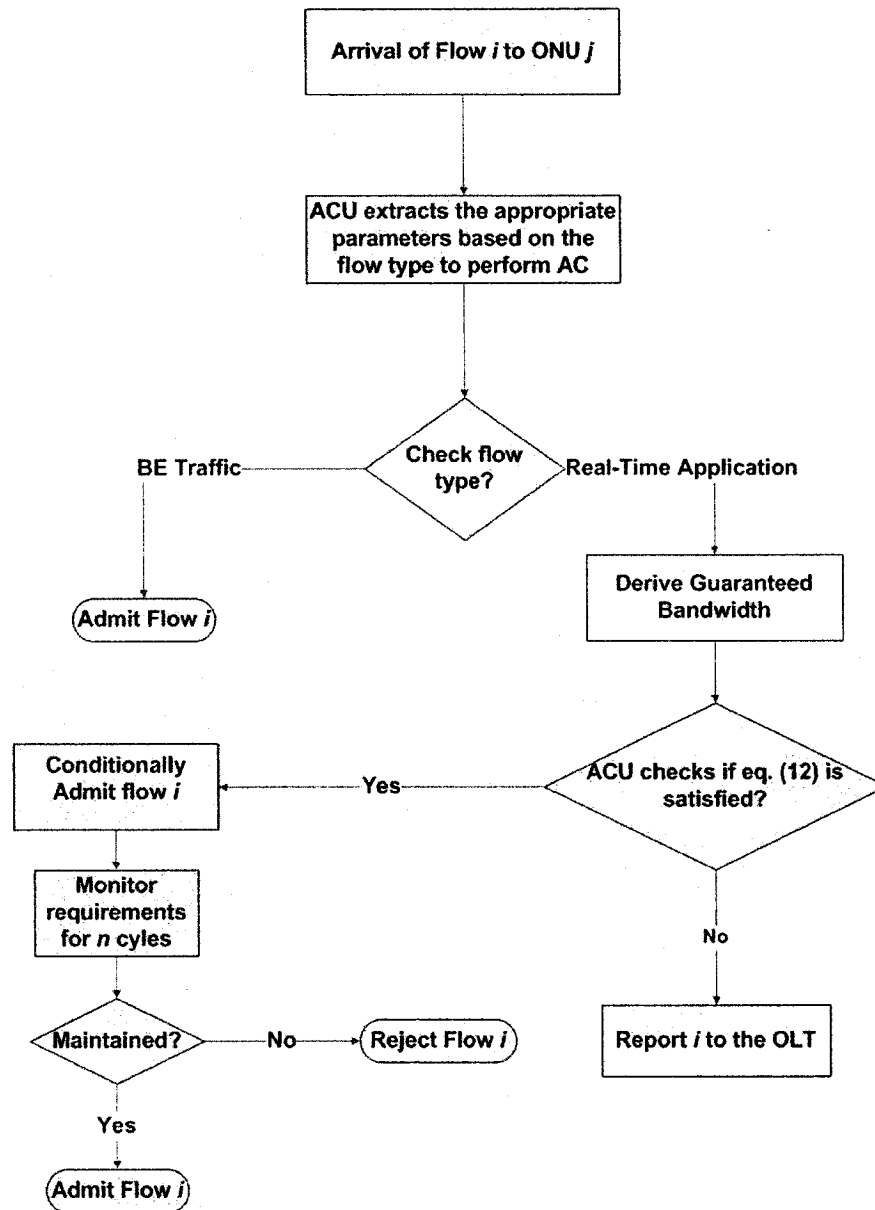 Arrival of Flow i to ONU j
ACU extracts the appropriate
parameters based on the
flow type to perform AC
Check flow
type?
BE Traffic
Real-Time Application
Admit Flow i
Derive Guaranteed
Bandwidth
ACU checks if eq. (12) is
satisfied?
Yes
Conditionally
Admit flow i
Monitor
requirements
for n cyles
No
Maintained?
No
Reject Flow i
Report i to the OLT
Yes
Admit Flow i